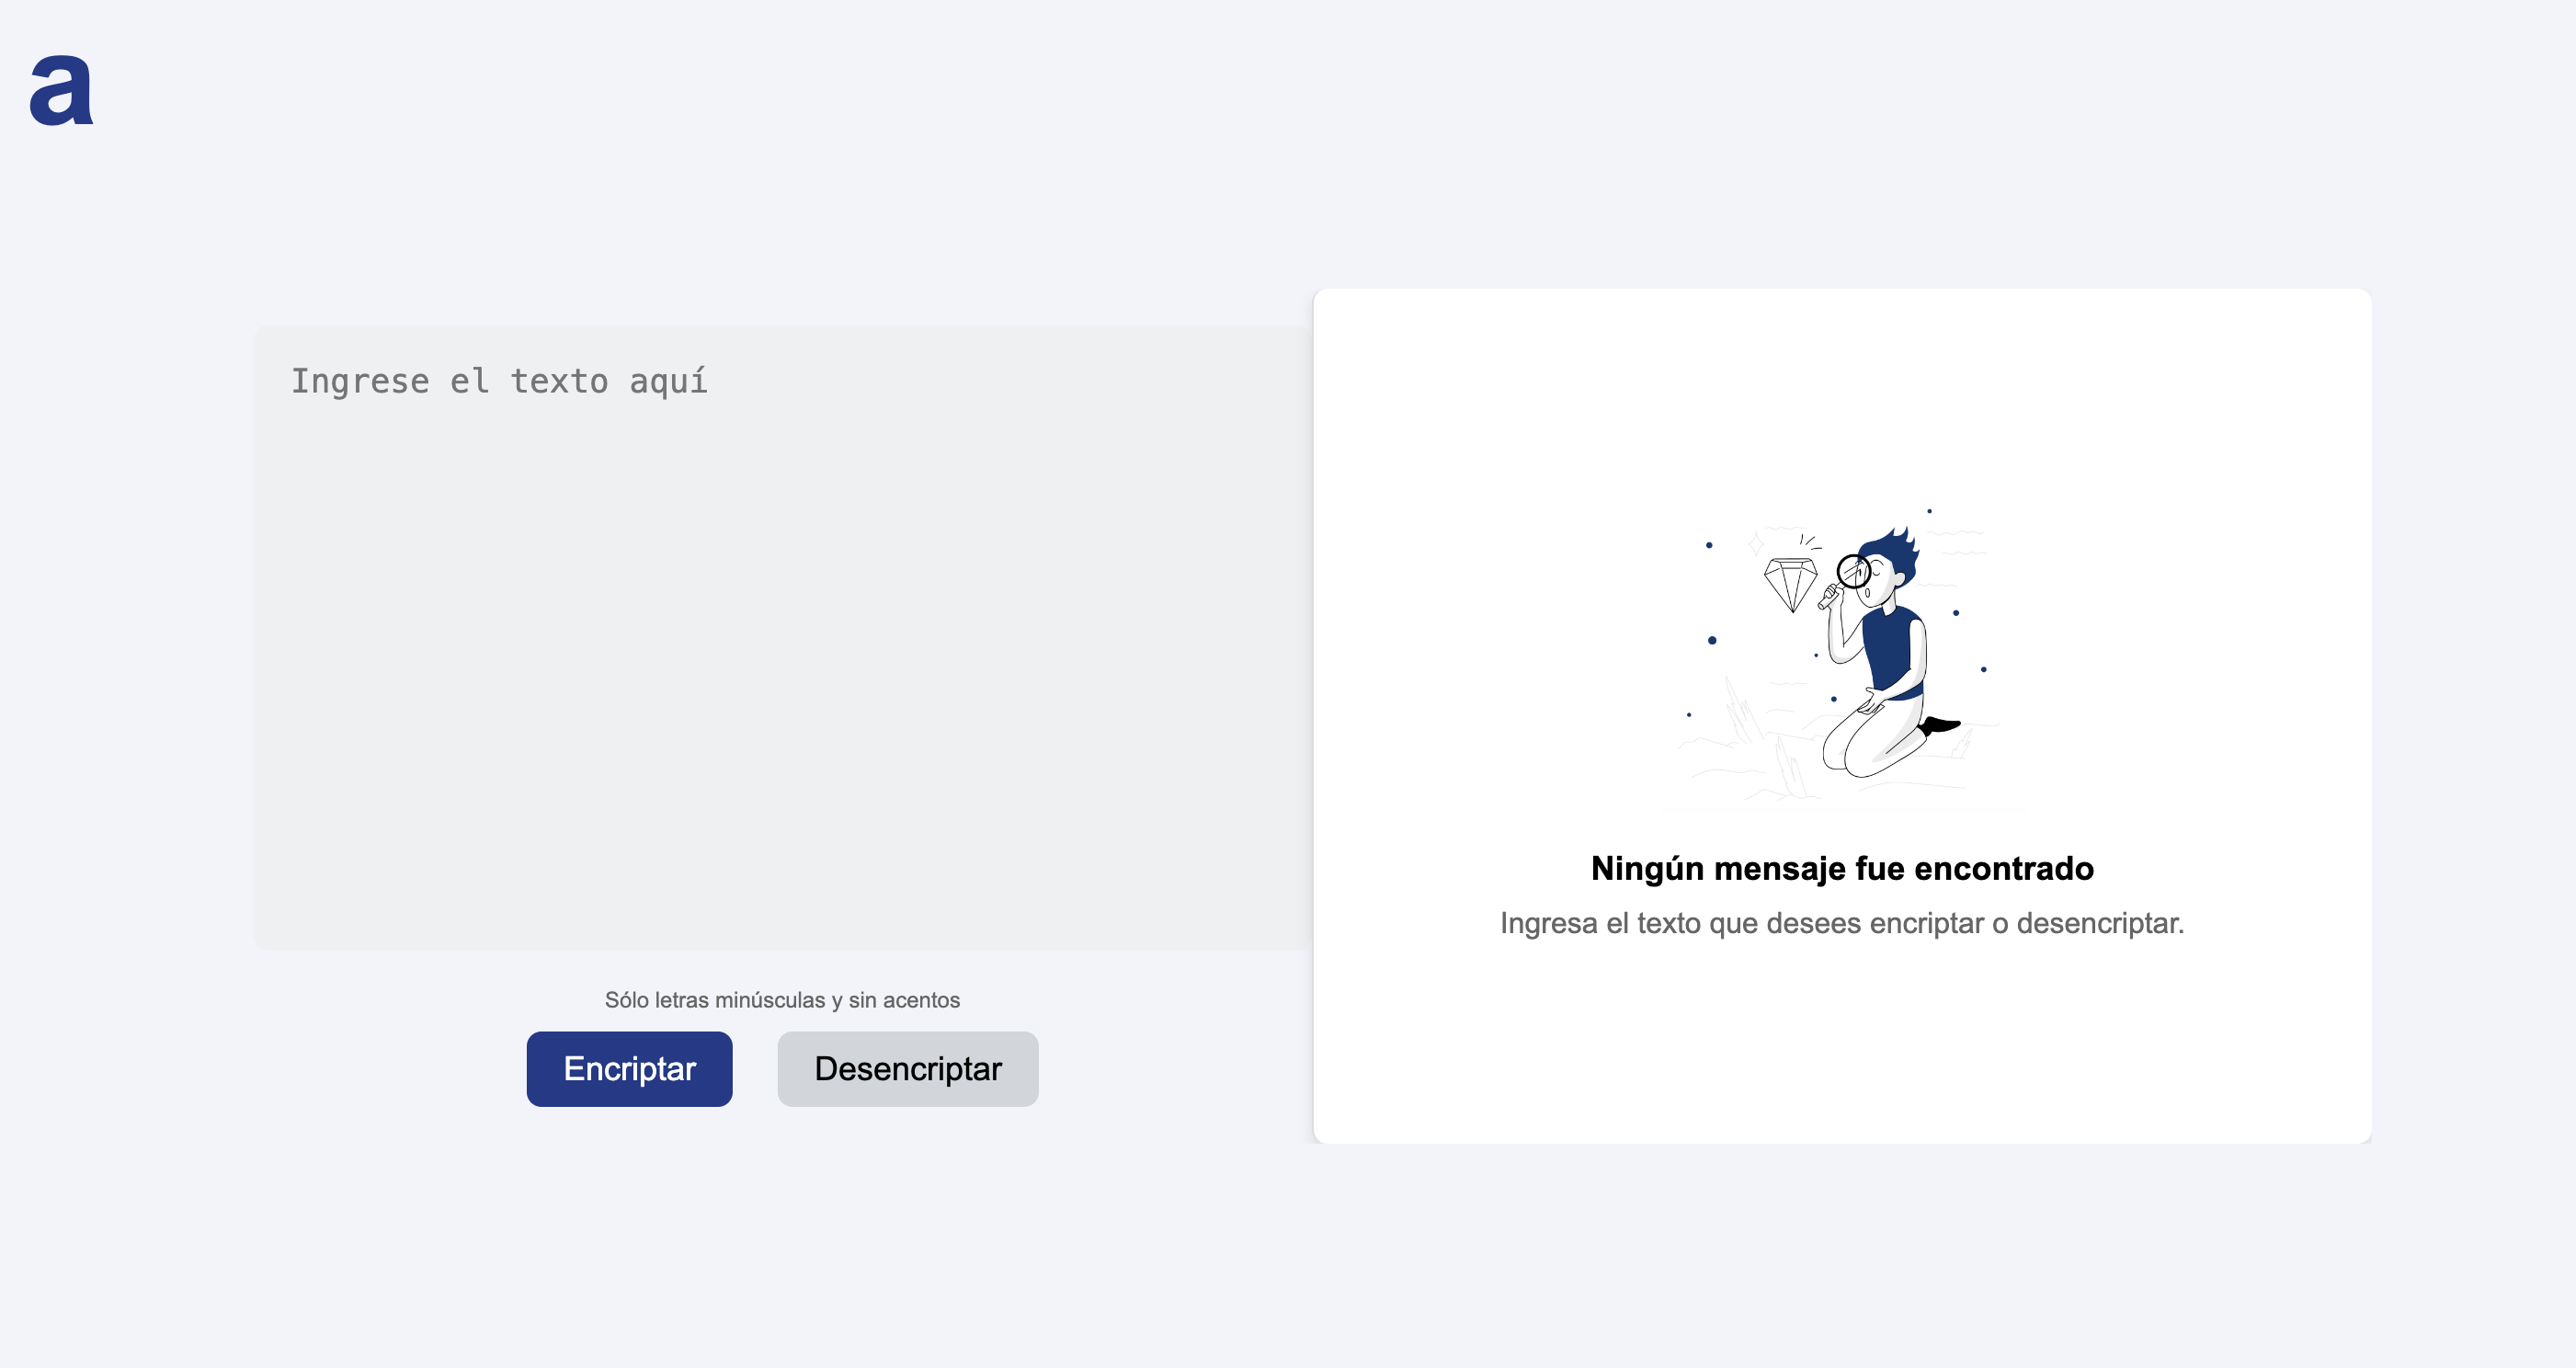 a
Ingrese el texto aquí
Sólo letras minúsculas y sin acentos
Encriptar
Desencriptar
Ningún mensaje fue encontrado
Ingresa el texto que desees encriptar o desencriptar.